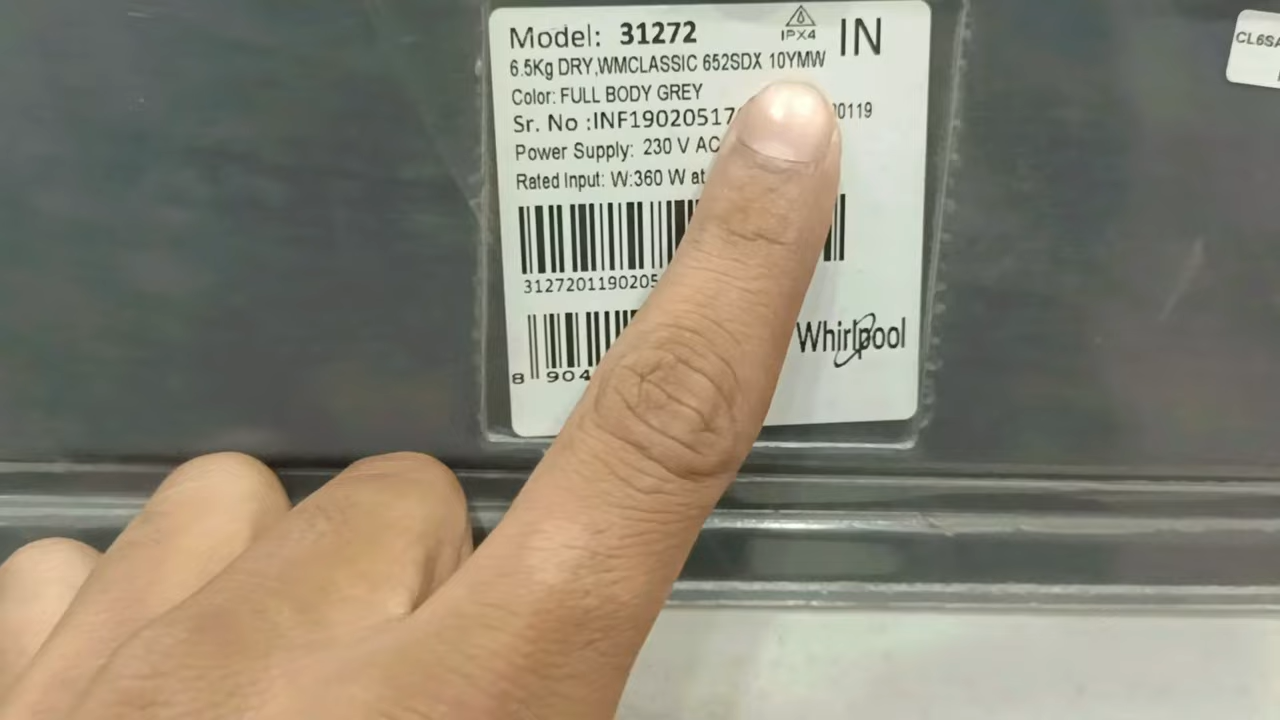 Model: 31272
IPX4
IN
6.5Kg DRY,WMCLASSIC 652SDX 10YMW
Color: FULL BODY GREY
Sr. No :INF19020517 20119
Power Supply: 230 V AC
Rated Input: W:360 W at
3127201190205
8 904
Whirlpool
CL6SA